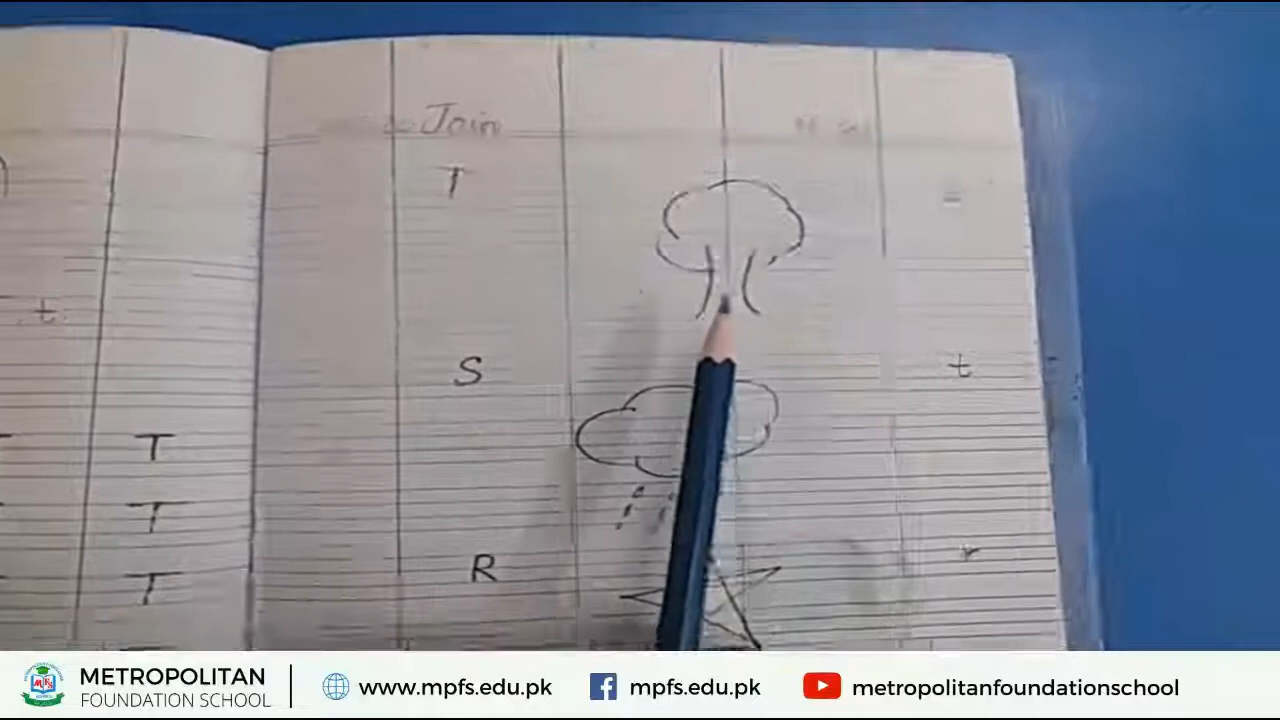 Join
T
S t
t
T
T
R r
T
METROPOLITAN
FOUNDATION SCHOOL
www.mpfs.edu.pk mpfs.edu.pk metropolitanfoundationschool